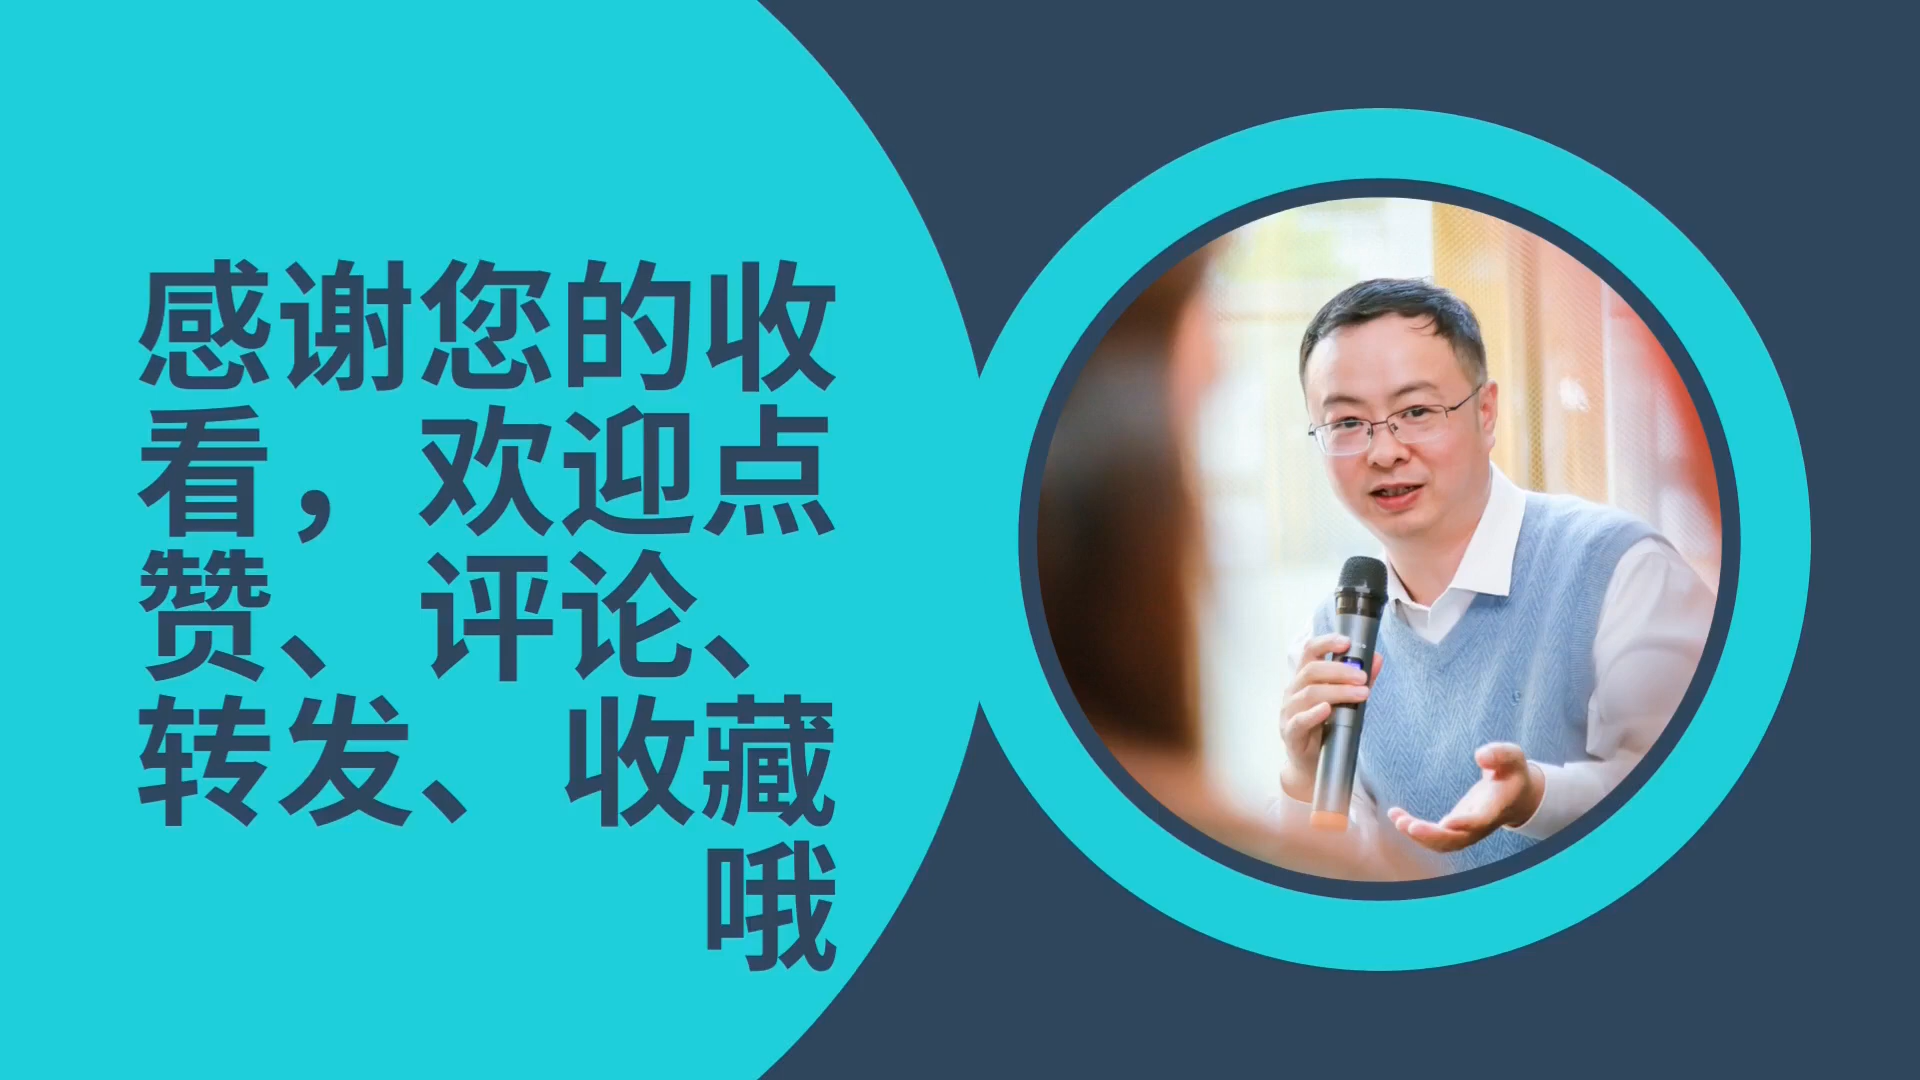 感谢您的收
看，欢迎点
赞、评论、
转发、收藏
哦